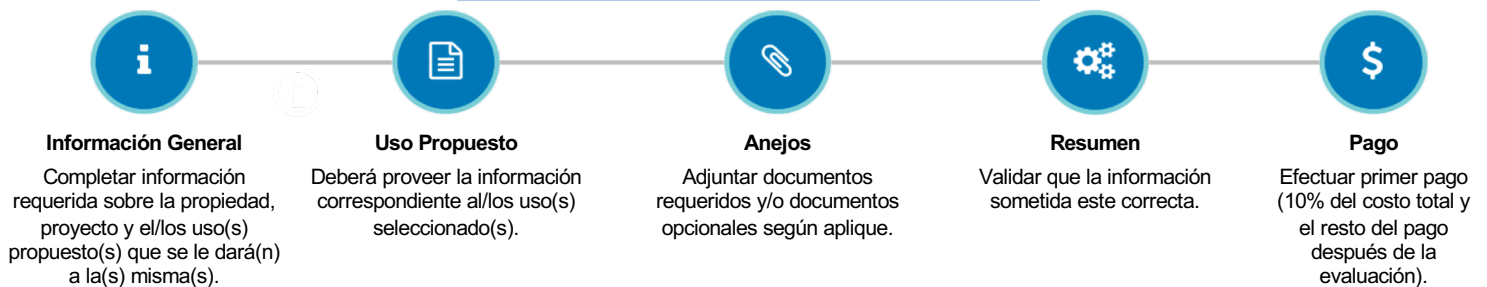 Información General
Completar información
requerida sobre la propiedad,
proyecto y el/los uso(s)
propuesto(s) que se le dará(n)
a la(s) misma(s).
Uso Propuesto
Deberá proveer la información
correspondiente al/los uso(s)
seleccionado(s).
Anejos
Adjuntar documentos
requeridos y/o documentos
opcionales según aplique.
Resumen
Validar que la información
sometida este correcta.
Pago
Efectuar primer pago
(10% del costo total y
el resto del pago
después de la
evaluación).